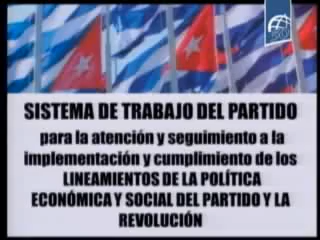 SISTEMA DE TRABAJO DEL PARTIDO
para la atención y seguimiento a la
implementación y cumplimiento de los
LINEAMIENTOS DE LA POLÍTICA
ECONÓMICA Y SOCIAL DEL PARTIDO Y LA
REVOLUCIÓN